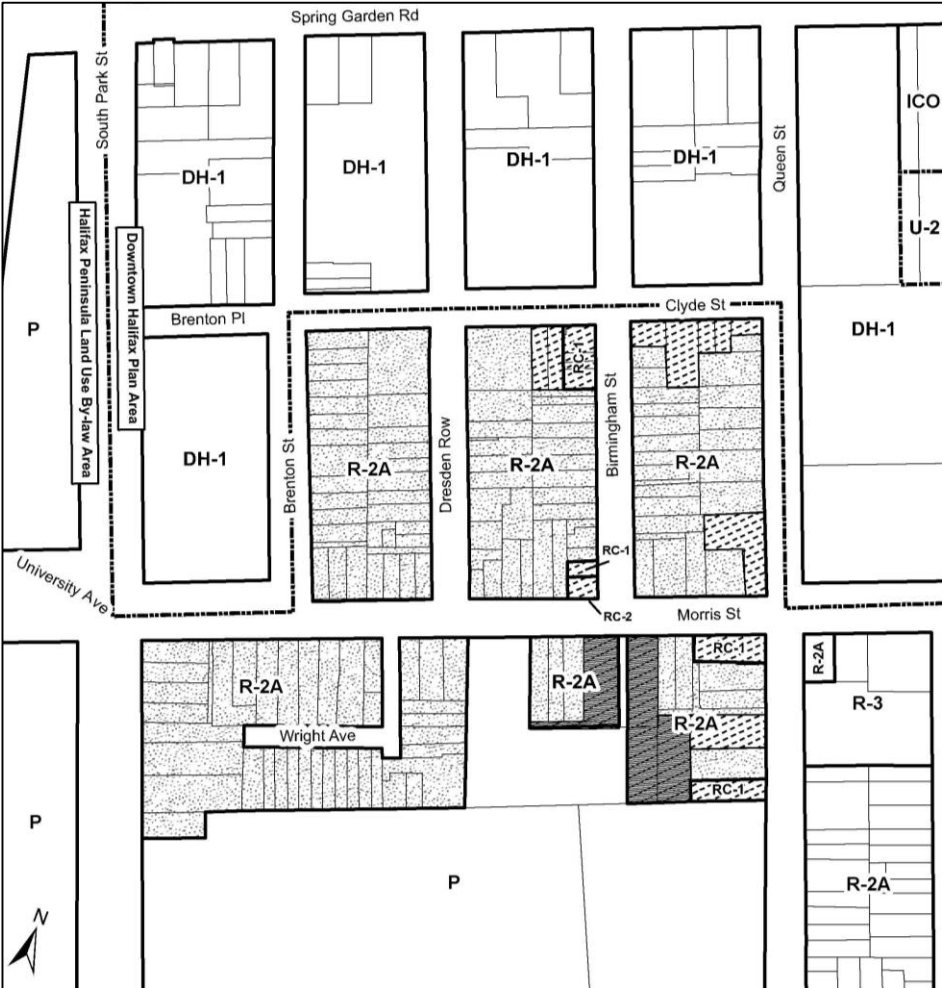 Spring Garden Rd
South Park St
ICO
DH-1
DH-1
DH-1
DH-1
Queen St
U-2
Halifax Peninsula Land Use By-law Area
Downtown Halifax Plan Area
P
Brenton Pl
Clyde St
DH-1
RC-1
DH-1
Brenton St
R-2A
Dresden Row
R-2A
Birmingham St
R-2A
University Ave
RC-1
RC-2
Morris St
R-2A
R-2A
RC-1
R-2A
R-3
R-2A
Wright Ave
RC-1
P
P
R-2A
N